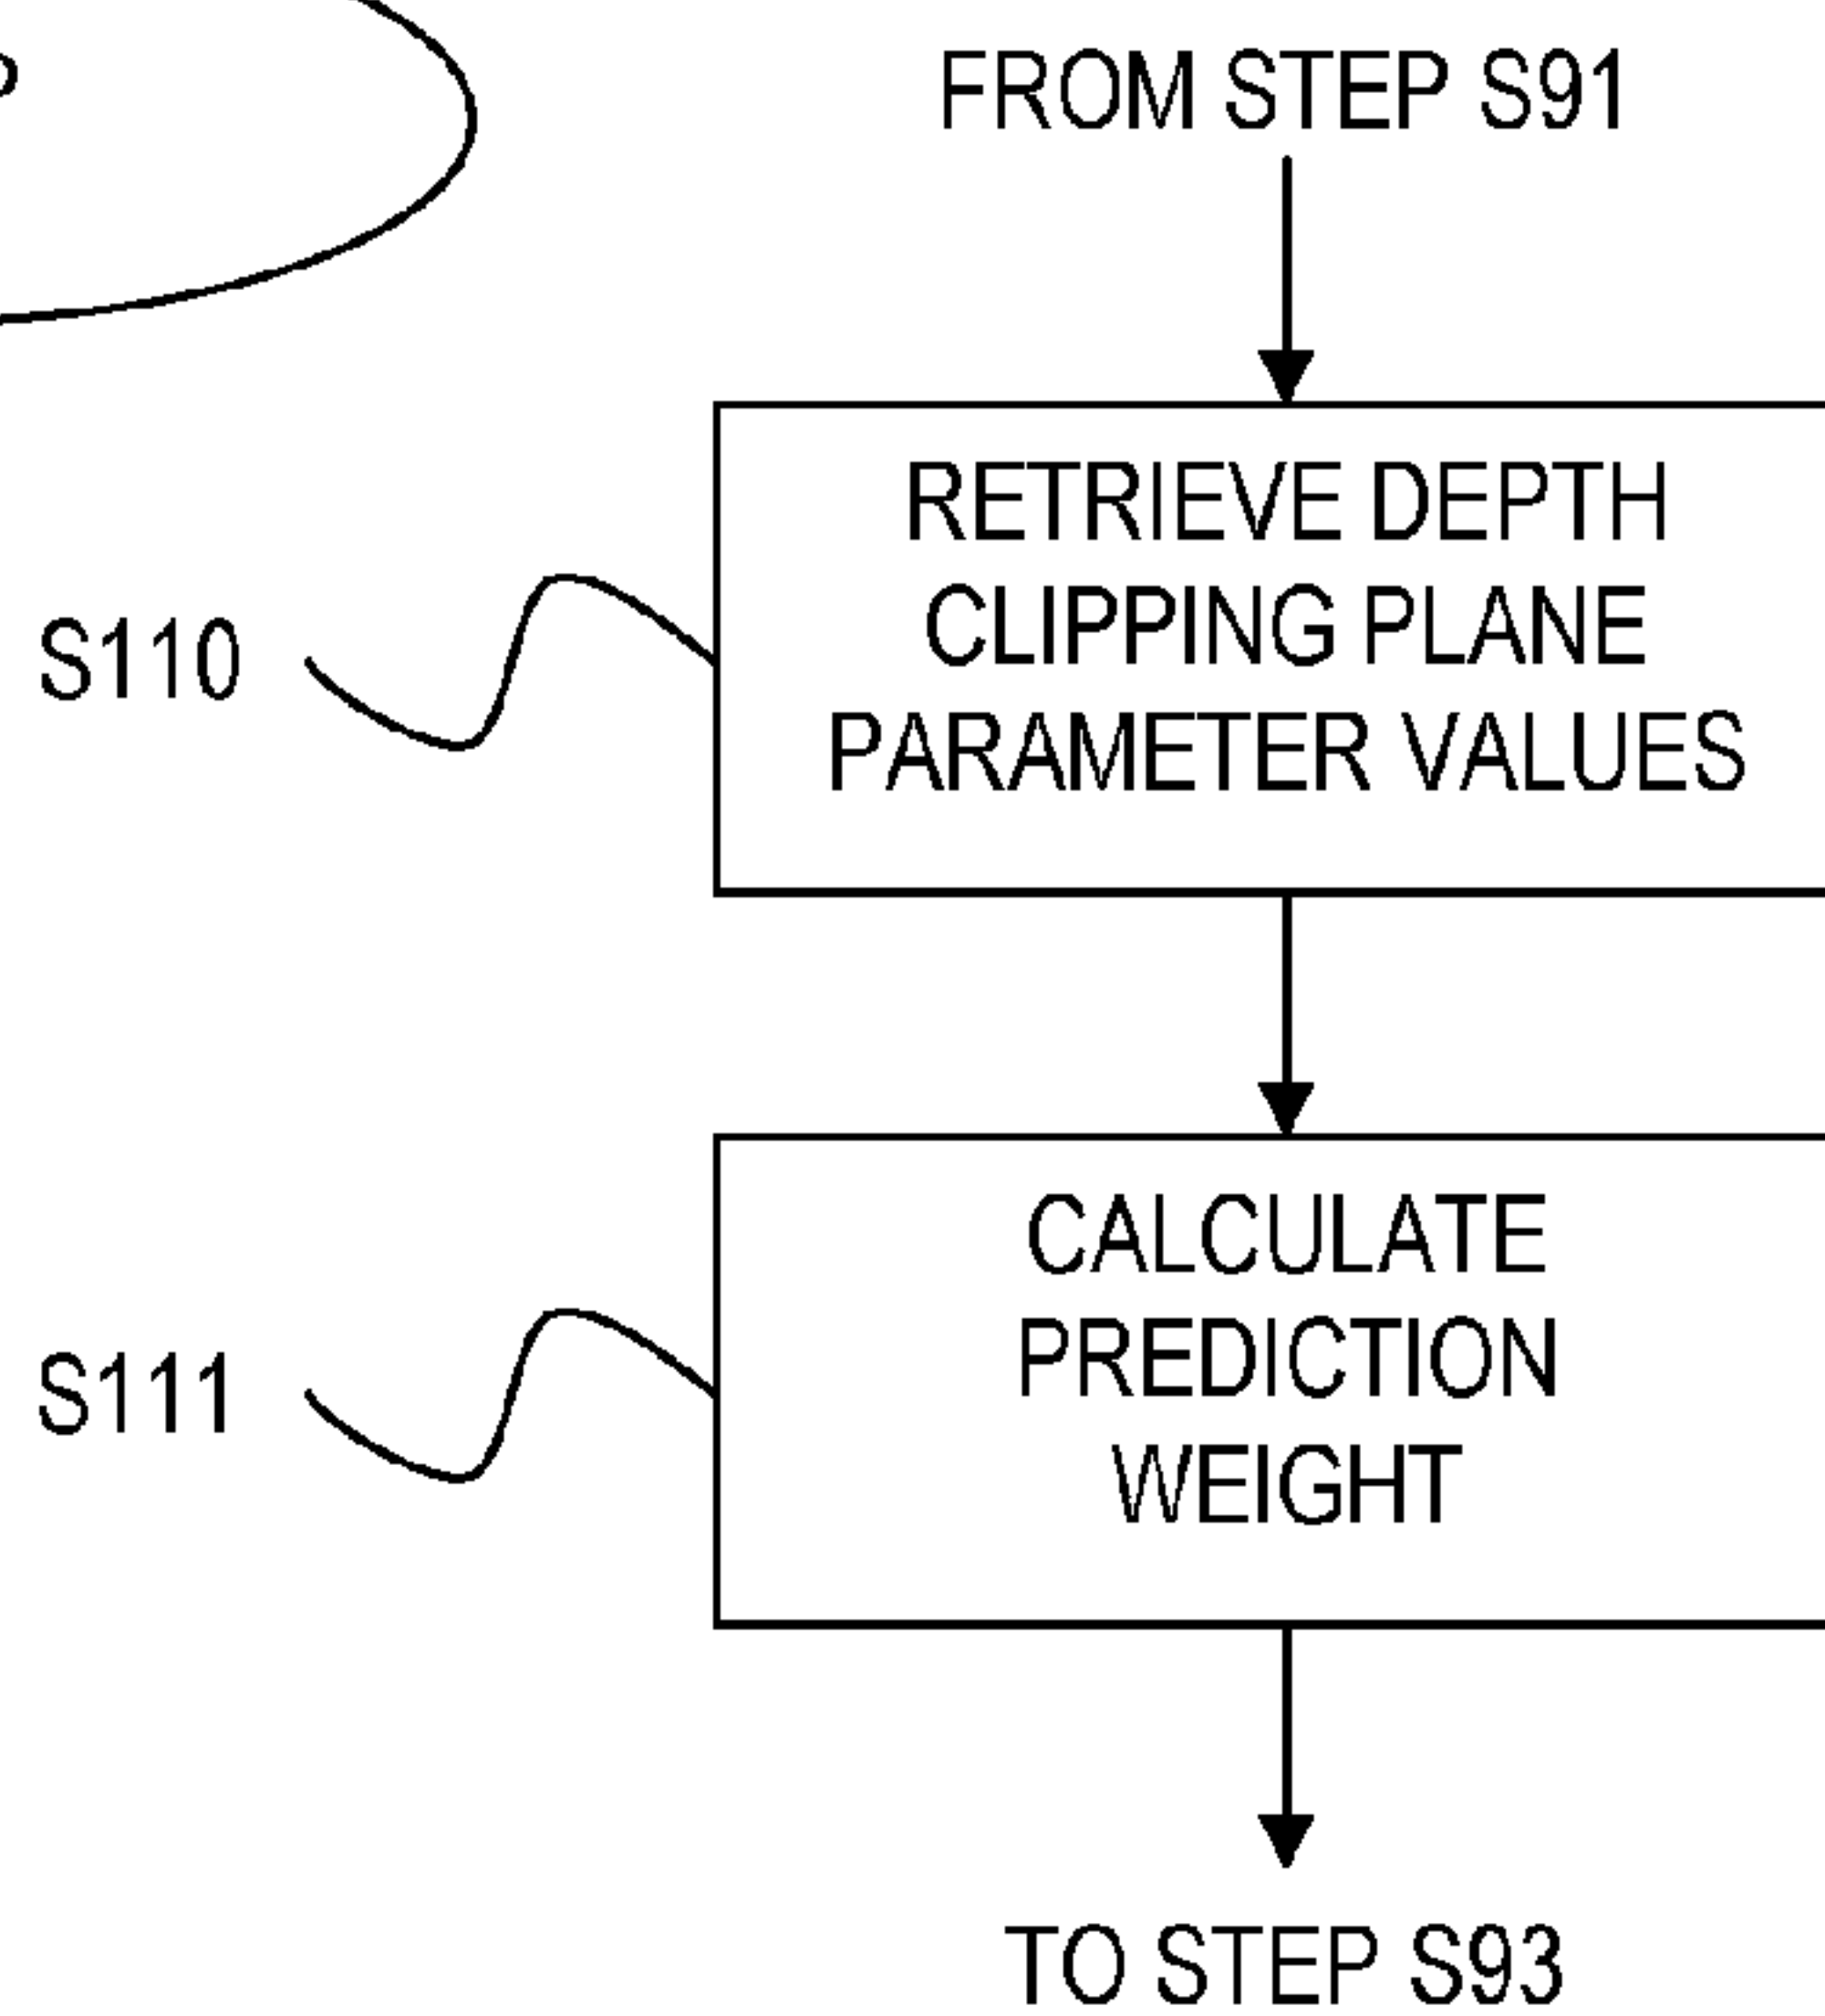 FROM STEP S91
RETRIEVE DEPTH
CLIPPING PLANE
PARAMETER VALUES
S110
CALCULATE
PREDICTION
WEIGHT
S111
TO STEP S93